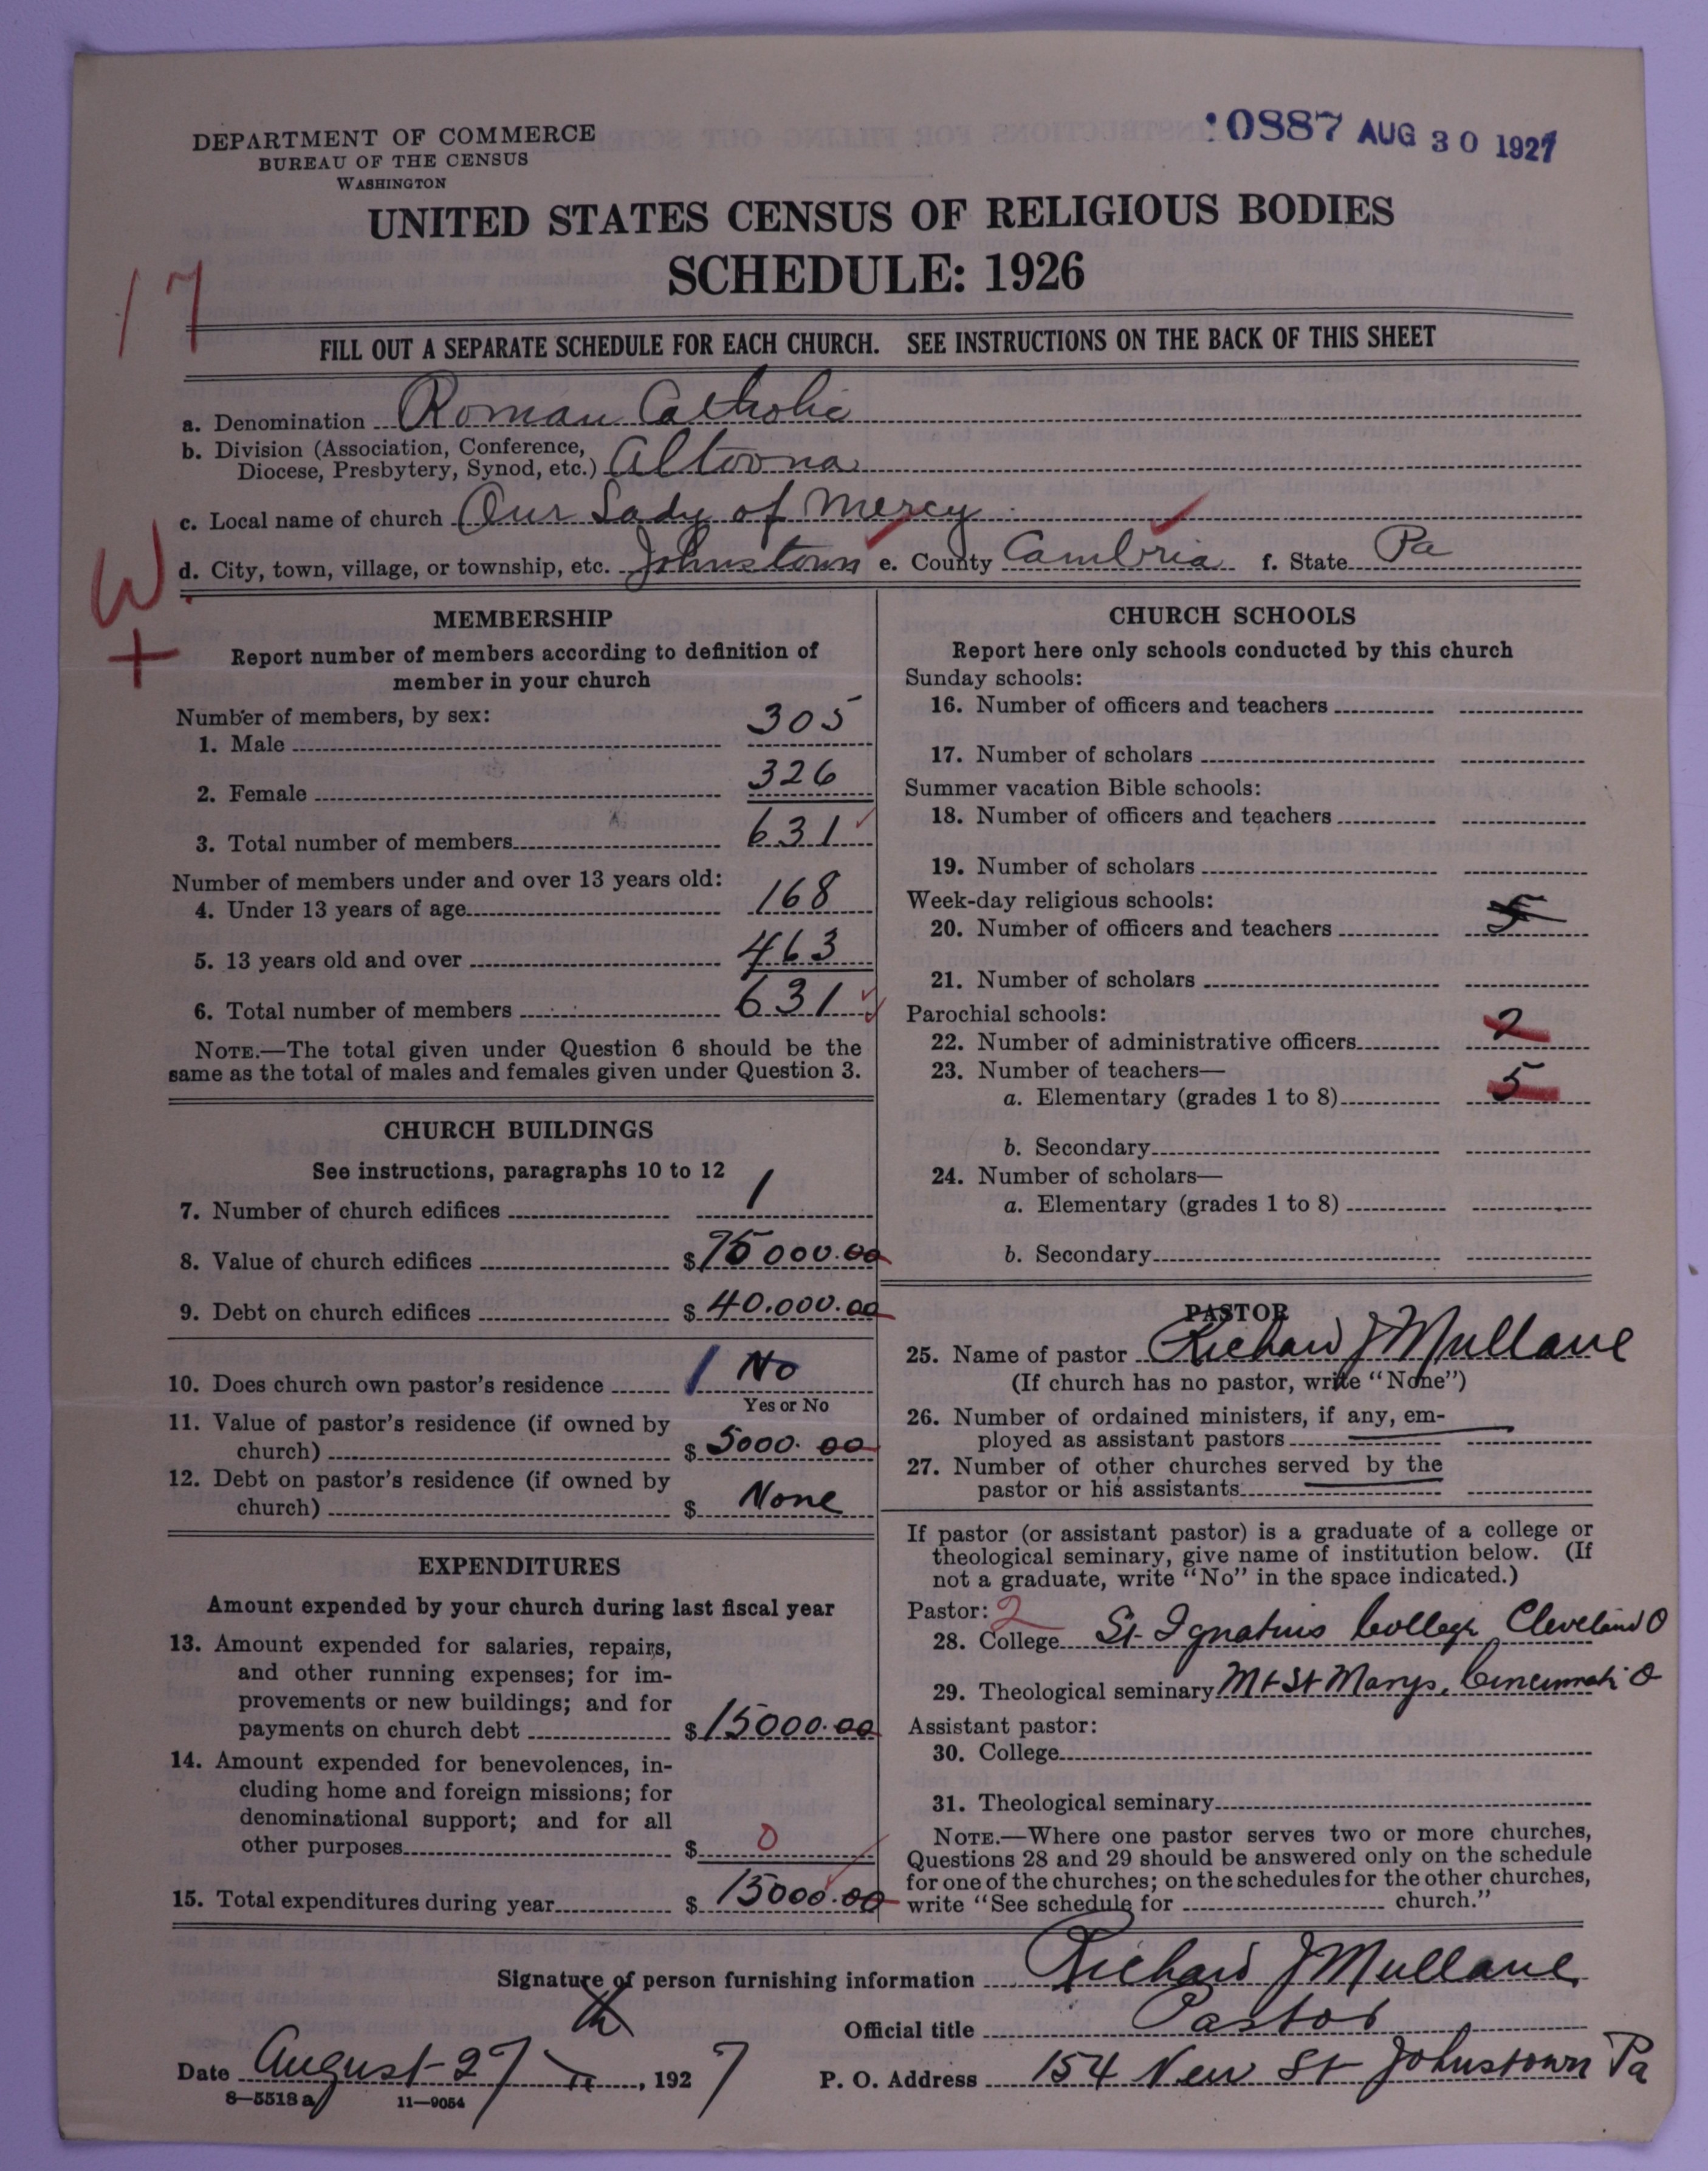 DEPARTMENT OF COMMERCE
BUREAU OF THE CENSUS
WASHINGTON
:0887 AUG 30 1927
UNITED STATES CENSUS OF RELIGIOUS BODIES
SCHEDULE: 1926
17
FILL OUT A SEPARATE SCHEDULE FOR EACH CHURCH. SEE INSTRUCTIONS ON THE BACK OF THIS SHEET
a. Denomination Roman Catholic
b. Division (Association, Conference,
Diocese, Presbytery, Synod, etc.) Altoona
c. Local name of church Our Lady of Mercy
d. City, town, village, or township, etc. Johnstown e. County Cambria f. State Pa
W
+
MEMBERSHIP
Report number of members according to definition of
member in your church
Number of members, by sex:
1. Male 305
2. Female 326
3. Total number of members 631
Number of members under and over 13 years old:
4. Under 13 years of age 168
5. 13 years old and over 463
6. Total number of members 631
NOTE.—The total given under Question 6 should be the
same as the total of males and females given under Question 3.
CHURCH BUILDINGS
See instructions, paragraphs 10 to 12
7. Number of church edifices 1
8. Value of church edifices $75000.00
9. Debt on church edifices $40.000.00
10. Does church own pastor's residence / No
Yes or No
11. Value of pastor's residence (if owned by
church) $5000.00
12. Debt on pastor's residence (if owned by
church) $ None
EXPENDITURES
Amount expended by your church during last fiscal year
13. Amount expended for salaries, repairs,
and other running expenses; for im-
provements or new buildings; and for
payments on church debt $15000.00
14. Amount expended for benevolences, in-
cluding home and foreign missions; for
denominational support; and for all
other purposes $ 0
15. Total expenditures during year $ 15000.00
CHURCH SCHOOLS
Report here only schools conducted by this church
Sunday schools:
16. Number of officers and teachers
17. Number of scholars
Summer vacation Bible schools:
18. Number of officers and teachers
19. Number of scholars
Week-day religious schools:
20. Number of officers and teachers 5
21. Number of scholars
Parochial schools:
22. Number of administrative officers 2
23. Number of teachers—
a. Elementary (grades 1 to 8) 5
b. Secondary
24. Number of scholars—
a. Elementary (grades 1 to 8)
b. Secondary
PASTOR
25. Name of pastor Richard J Mullane
(If church has no pastor, write "None")
26. Number of ordained ministers, if any, em-
ployed as assistant pastors
27. Number of other churches served by the
pastor or his assistants
If pastor (or assistant pastor) is a graduate of a college or
theological seminary, give name of institution below. (If
not a graduate, write "No" in the space indicated.)
Pastor: 2
28. College St. Ignatius College Cleveland O
29. Theological seminary Mt St Marys, Cincinnati O
Assistant pastor:
30. College
31. Theological seminary
NOTE.—Where one pastor serves two or more churches,
Questions 28 and 29 should be answered only on the schedule
for one of the churches; on the schedules for the other churches,
write "See schedule for church."
Signature of person furnishing information Richard J Mullane
Official title Pastor
Date August 27, 1927 P. O. Address 154 New St Johnstown Pa
8—5518 a 11—9054